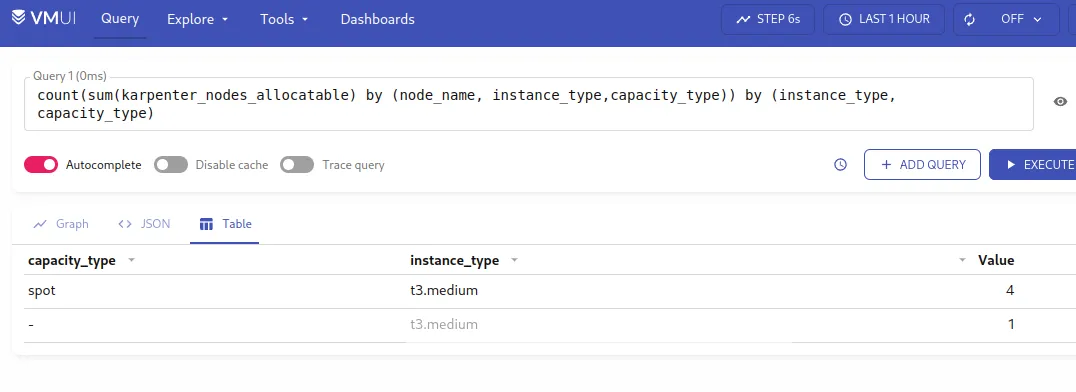 VMUI Query Explore Tools Dashboards STEP 6s LAST 1 HOUR OFF
Query 1 (0ms)
count(sum(karpenter_nodes_allocatable) by (node_name, instance_type,capacity_type)) by (instance_type,
capacity_type)
Autocomplete Disable cache Trace query ADD QUERY EXECUTE
Graph JSON Table
capacity_type instance_type Value
spot t3.medium 4
- t3.medium 1